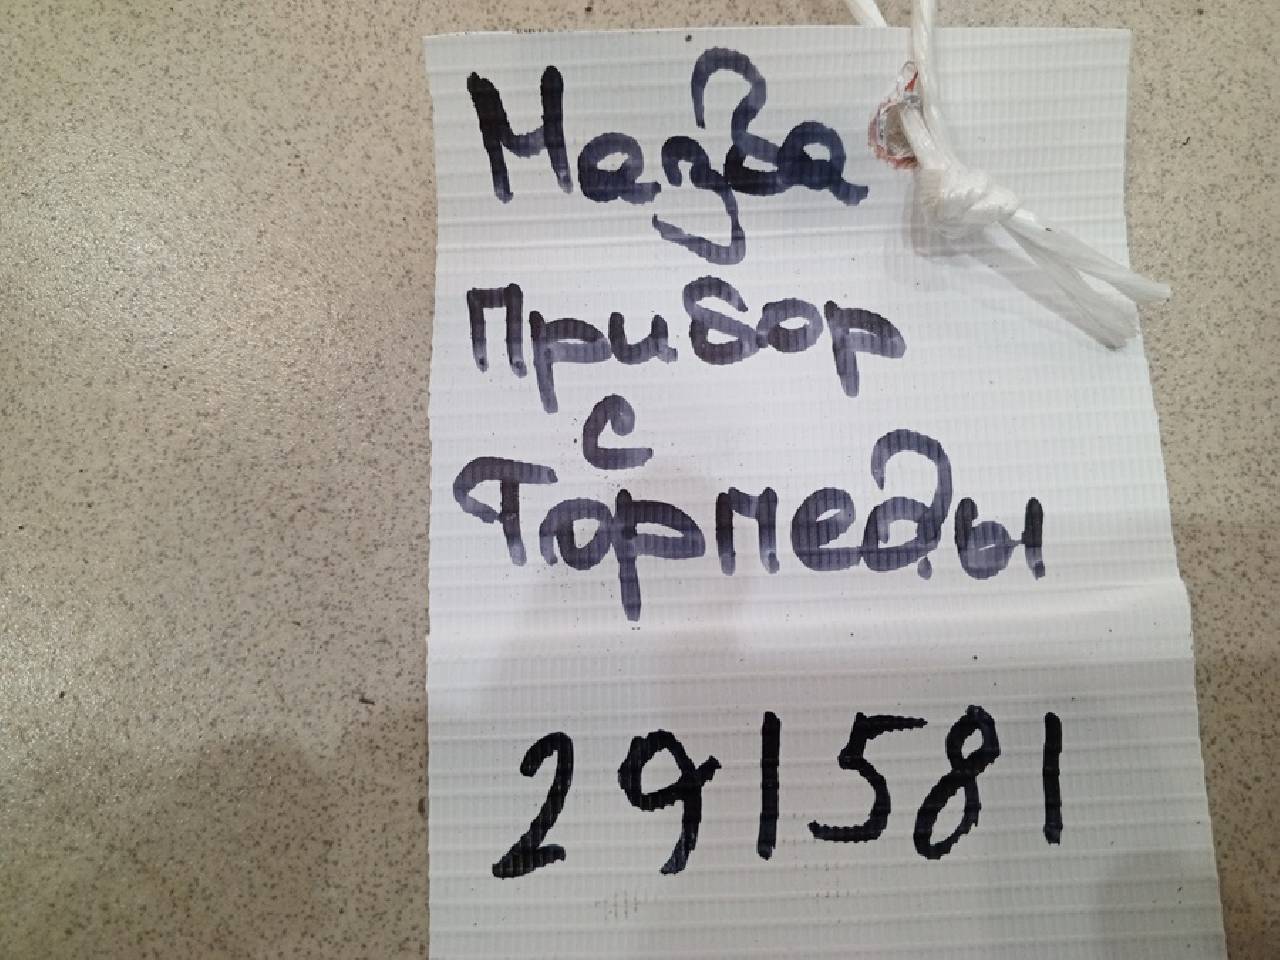 Мазда
Прибор
с
Торпеды
291581